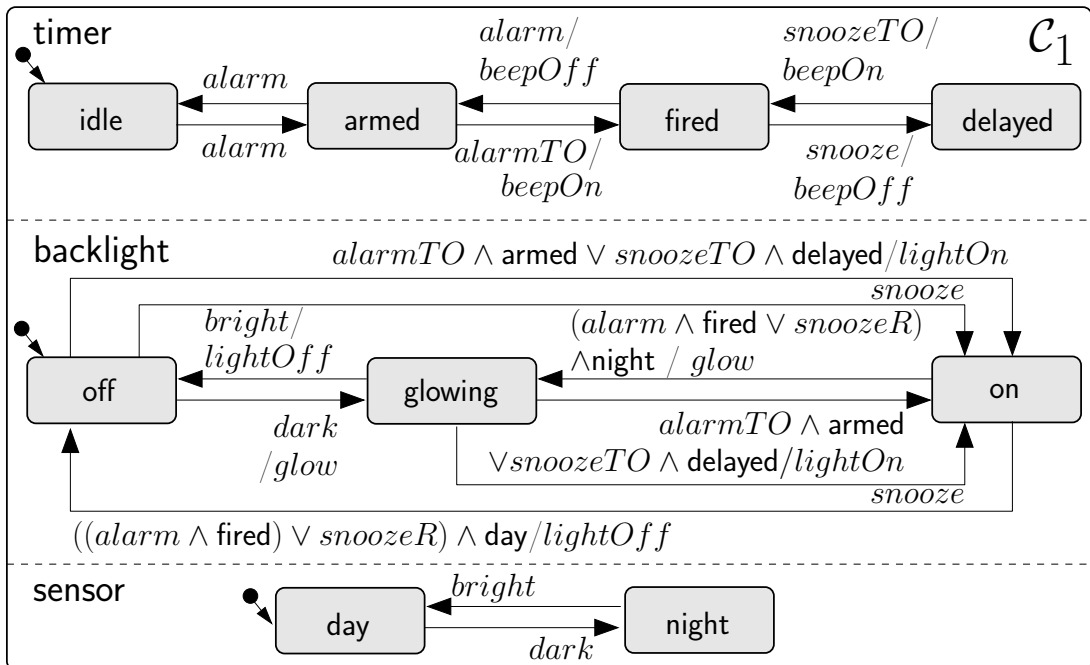 timer
𝒞₁
alarm
idle
alarm
armed
alarm/
beepOff
alarmTO/
beepOn
fired
snoozeTO/
beepOn
snooze/
beepOff
delayed
backlight
alarmTO ∧ armed ∨ snoozeTO ∧ delayed/lightOn
snooze
bright/
lightOff
(alarm ∧ fired ∨ snoozeR)
∧night / glow
off
glowing
on
dark
/glow
alarmTO ∧ armed
∨snoozeTO ∧ delayed/lightOn
snooze
((alarm ∧ fired) ∨ snoozeR) ∧ day/lightOff
sensor
bright
day
night
dark